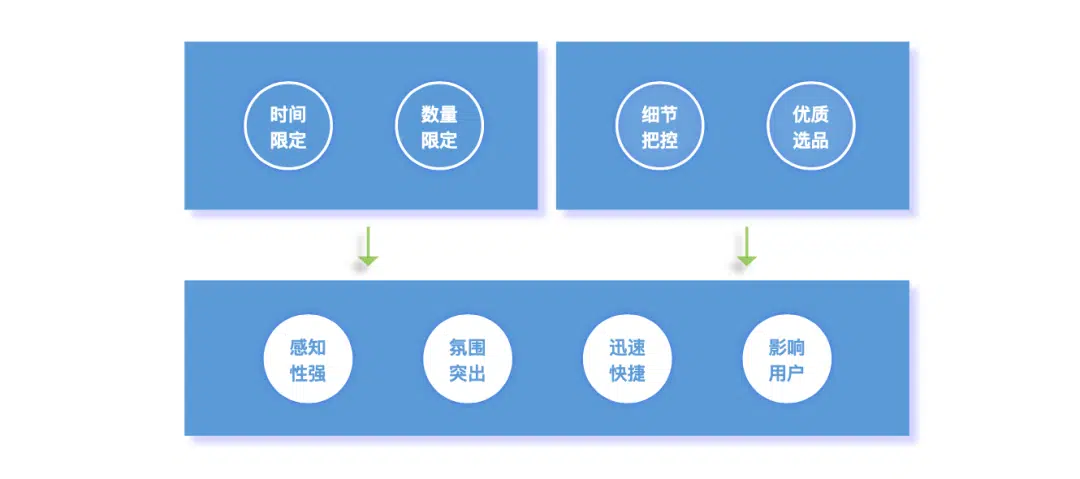 时间
限定
数量
限定
细节
把控
优质
选品
感知
性强
氛围
突出
迅速
快捷
影响
用户